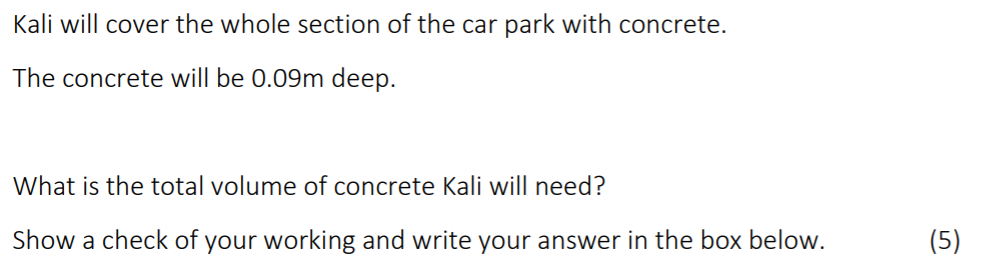 Kali will cover the whole section of the car park with concrete.
The concrete will be 0.09m deep.
What is the total volume of concrete Kali will need?
Show a check of your working and write your answer in the box below. (5)